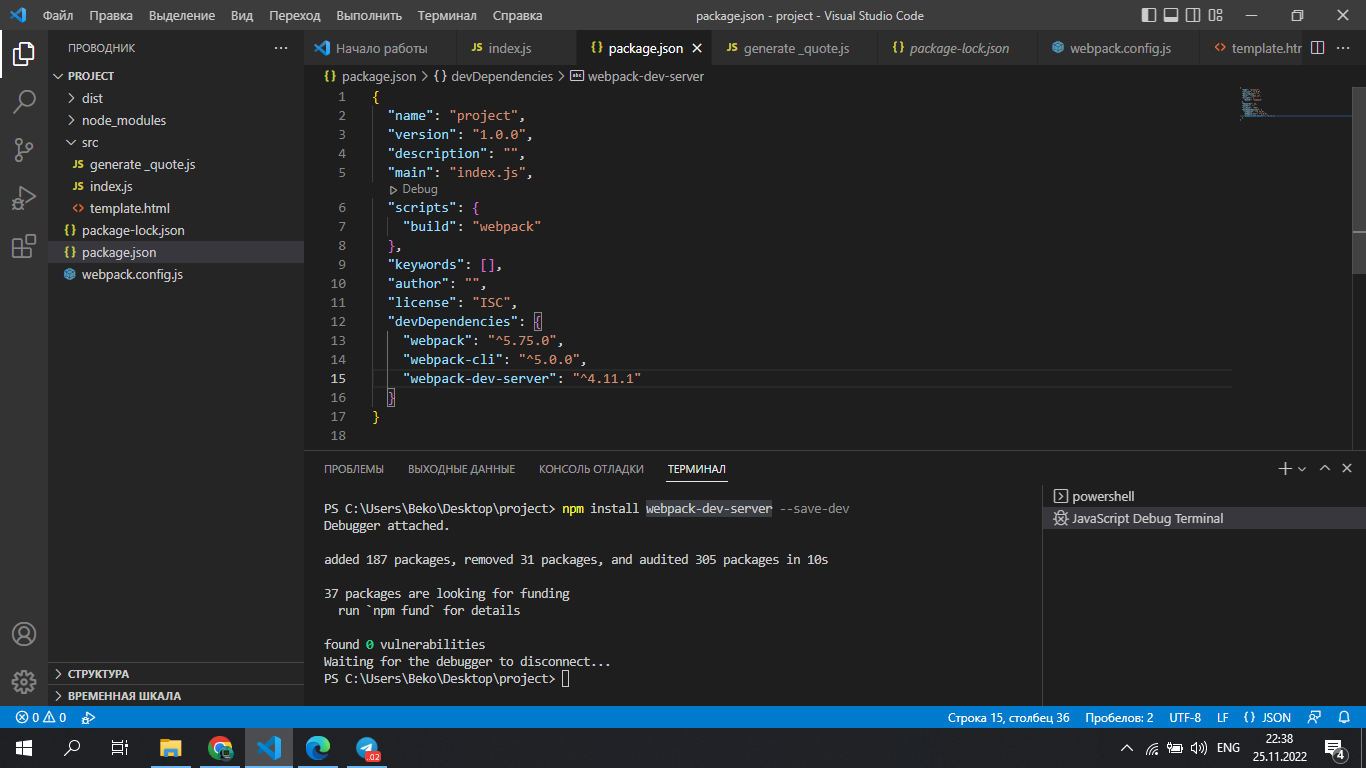 Файл Правка Выделение Вид Переход Выполнить Терминал Справка package.json - project - Visual Studio Code
ПРОВОДНИК
PROJECT
dist
node_modules
src
generate _quote.js
index.js
template.html
package-lock.json
package.json
webpack.config.js
СТРУКТУРА
ВРЕМЕННАЯ ШКАЛА
Начало работы JS index.js {} package.json JS generate _quote.js {} package-lock.json webpack.config.js <> template.htr
{} package.json > {} devDependencies > abc webpack-dev-server
1 {
2 "name": "project",
3 "version": "1.0.0",
4 "description": "",
5 "main": "index.js",
Debug
6 "scripts": {
7 "build": "webpack"
8 },
9 "keywords": [],
10 "author": "",
11 "license": "ISC",
12 "devDependencies": {
13 "webpack": "^5.75.0",
14 "webpack-cli": "^5.0.0",
15 "webpack-dev-server": "^4.11.1"
16 }
17 }
18
ПРОБЛЕМЫ ВЫХОДНЫЕ ДАННЫЕ КОНСОЛЬ ОТЛАДКИ ТЕРМИНАЛ
PS C:\Users\Beko\Desktop\project> npm install webpack-dev-server --save-dev
Debugger attached.
added 187 packages, removed 31 packages, and audited 305 packages in 10s
37 packages are looking for funding
run `npm fund` for details
found 0 vulnerabilities
Waiting for the debugger to disconnect...
PS C:\Users\Beko\Desktop\project>
powershell
JavaScript Debug Terminal
0 0 Строка 15, столбец 36 Пробелов: 2 UTF-8 LF {} JSON
.02 ENG 22:38
25.11.2022 4